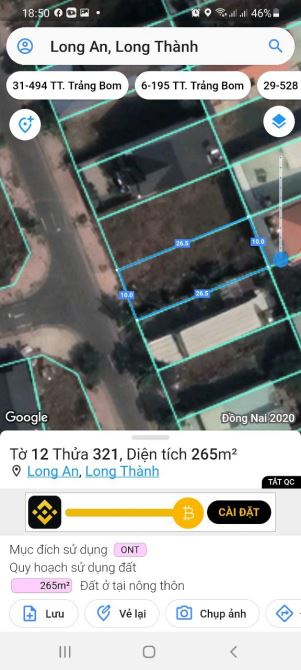 18:50 46%
Long An, Long Thành
31-494 TT. Trảng Bom 6-195 TT. Trảng Bom 29-528
26.5
10.0
10.0
26.5
Google Đồng Nai 2020
Tờ 12 Thửa 321, Diện tích 265m²
Long An, Long Thành
TẮT QC
CÀI ĐẶT
Mục đích sử dụng ONT
Quy hoạch sử dụng đất
265m² Đất ở tại nông thôn
Lưu Vẽ lại Chụp ảnh